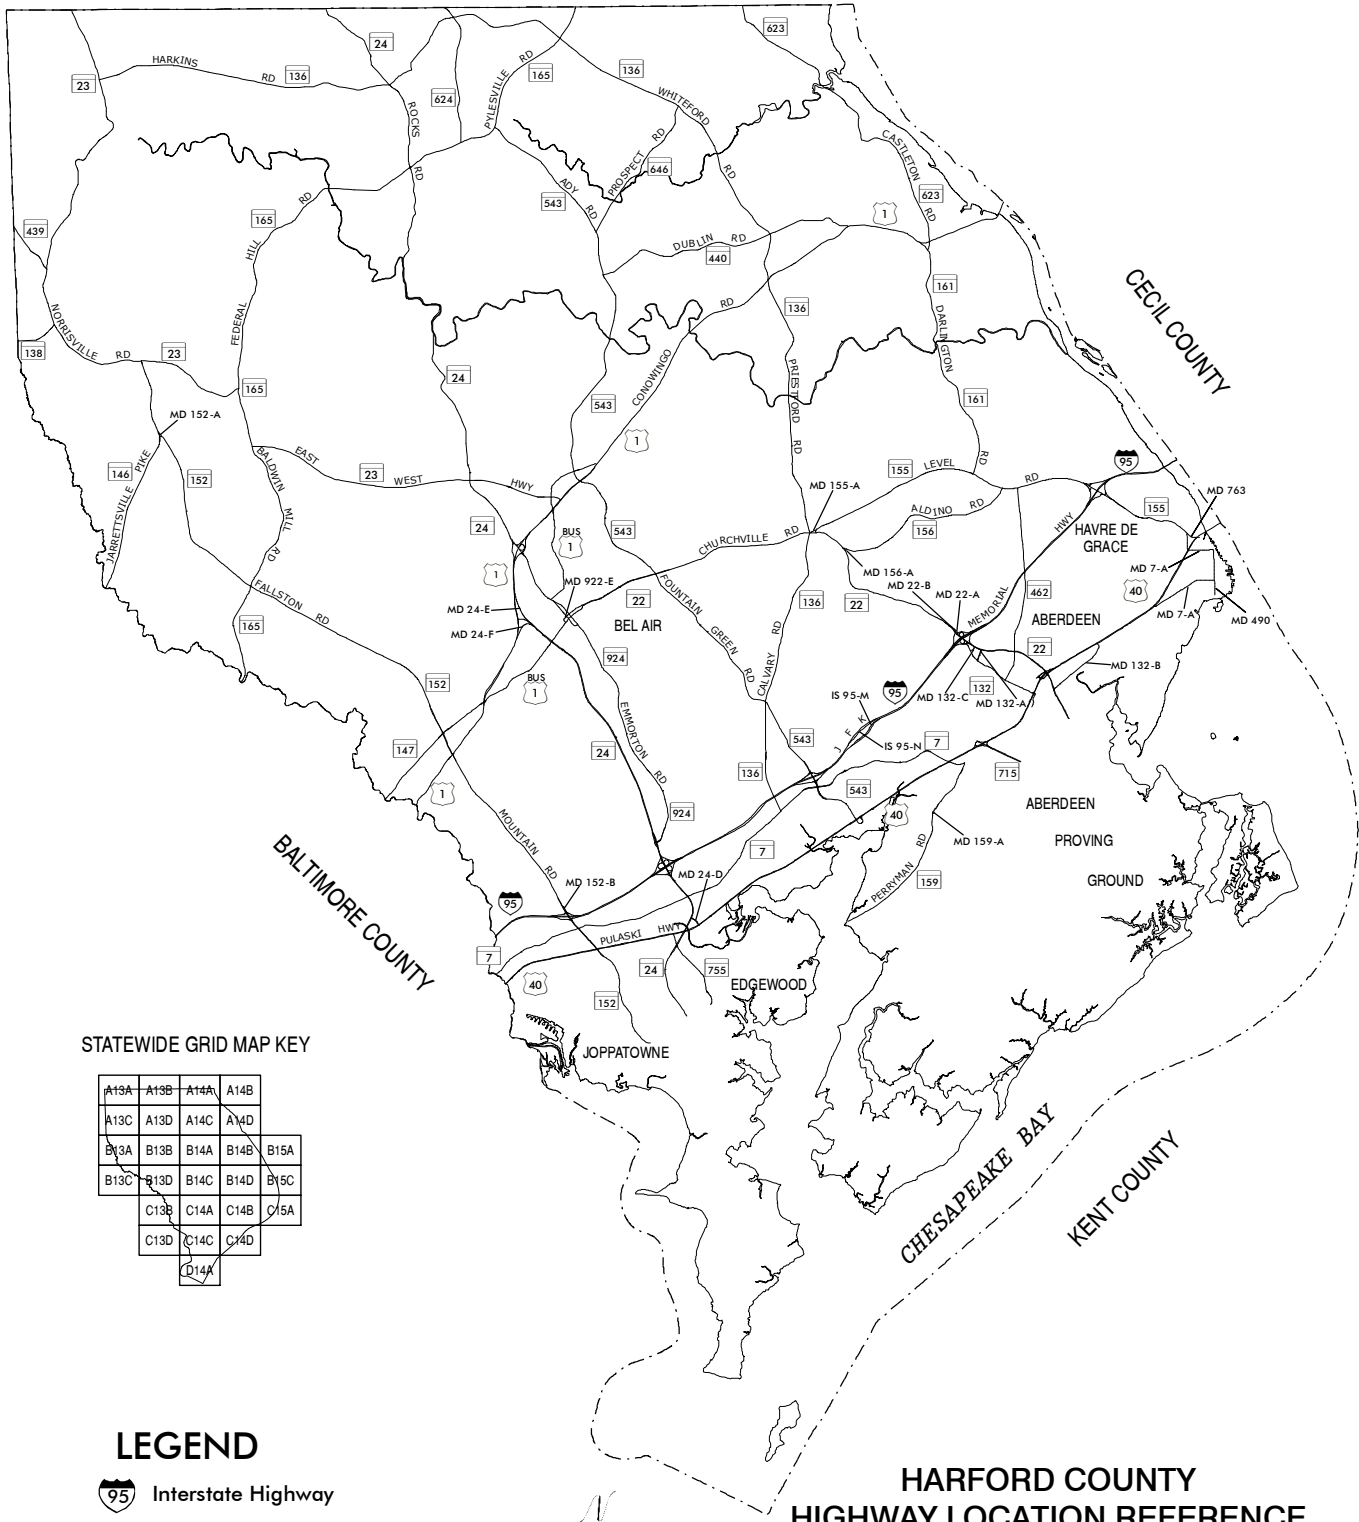 623
24
HARKINS RD
136
23
624
PYLESVILLE RD
165
136
WHITEFORD RD
ROCKS RD
CASTLETON RD
PROSPECT RD
646
ADY RD
543
623
439
165
FEDERAL HILL RD
1
DUBLIN RD
440
161
CECIL COUNTY
NORRISVILLE RD
138
23
RD
136
DARLINGTON RD
24
165
CONOWINGO
543
PRIESTFORD RD
161
MD 152-A
1
146
JARRETTSVILLE PIKE
152
BALDWIN MILL RD
EAST WEST HWY
23
155
LEVEL RD
95
MD 155-A
MD 763
155
ALDINO RD
156
24
543
BUS
1
CHURCHVILLE RD
HWY
HAVRE DE
GRACE
1
MD 922-E
FOUNTAIN GREEN RD
MD 156-A
MD 7-A
MD 22-B
MD 22-A
462
40
FALLSTON RD
22
136
22
MEMORIAL
ABERDEEN
MD 7-A
MD 490
MD 24-E
BEL AIR
165
MD 24-F
924
CALVARY RD
22
MD 132-B
152
BUS
1
IS 95-M
95
MD 132-C
132
MD 132-A
EMMORTON RD
J F K
147
24
543
IS 95-N
7
136
715
1
543
MOUNTAIN RD
924
40
ABERDEEN
PROVING
GROUND
7
PERRYMAN RD
MD 159-A
159
BALTIMORE COUNTY
MD 152-B
MD 24-D
95
PULASKI HWY
7
24
755
EDGEWOOD
40
152
JOPPATOWNE
STATEWIDE GRID MAP KEY
A13A A13B A14A A14B
A13C A13D A14C A14D
B13A B13B B14A B14B B15A
B13C B13D B14C B14D B15C
C13B C14A C14B C15A
C13D C14C C14D
D14A
CHESAPEAKE BAY
KENT COUNTY
LEGEND
95 Interstate Highway
N
HARFORD COUNTY
HIGHWAY LOCATION REFERENCE